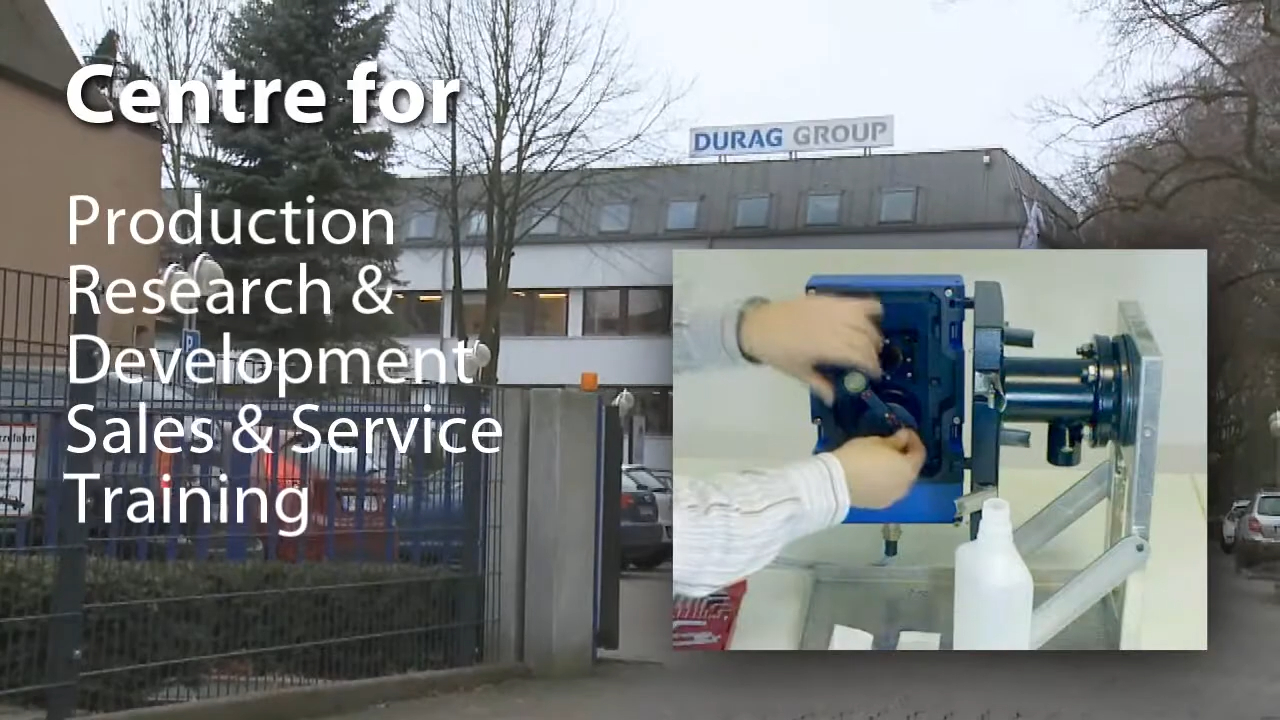 Centre for
DURAG GROUP
Production
Research &
Development
Sales & Service
Training
P